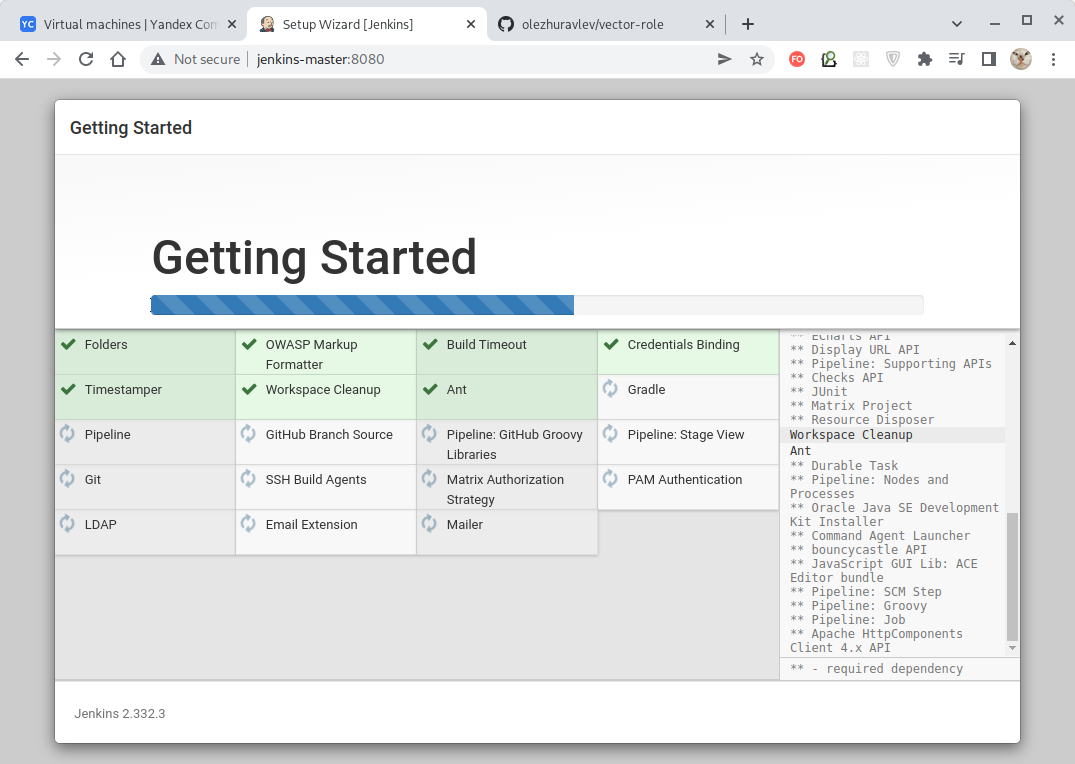 YC Virtual machines | Yandex Com
Setup Wizard [Jenkins]
olezhuravlev/vector-role
Not secure
jenkins-master:8080
FO
Getting Started
Getting Started
Folders
OWASP Markup
Formatter
Build Timeout
Credentials Binding
Timestamper
Workspace Cleanup
Ant
Gradle
Pipeline
GitHub Branch Source
Pipeline: GitHub Groovy
Libraries
Pipeline: Stage View
Git
SSH Build Agents
Matrix Authorization
Strategy
PAM Authentication
LDAP
Email Extension
Mailer
** ECharts API
** Display URL API
** Pipeline: Supporting APIs
** Checks API
** JUnit
** Matrix Project
** Resource Disposer
Workspace Cleanup
Ant
** Durable Task
** Pipeline: Nodes and
Processes
** Oracle Java SE Development
Kit Installer
** Command Agent Launcher
** bouncycastle API
** JavaScript GUI Lib: ACE
Editor bundle
** Pipeline: SCM Step
** Pipeline: Groovy
** Pipeline: Job
** Apache HttpComponents
Client 4.x API
** - required dependency
Jenkins 2.332.3